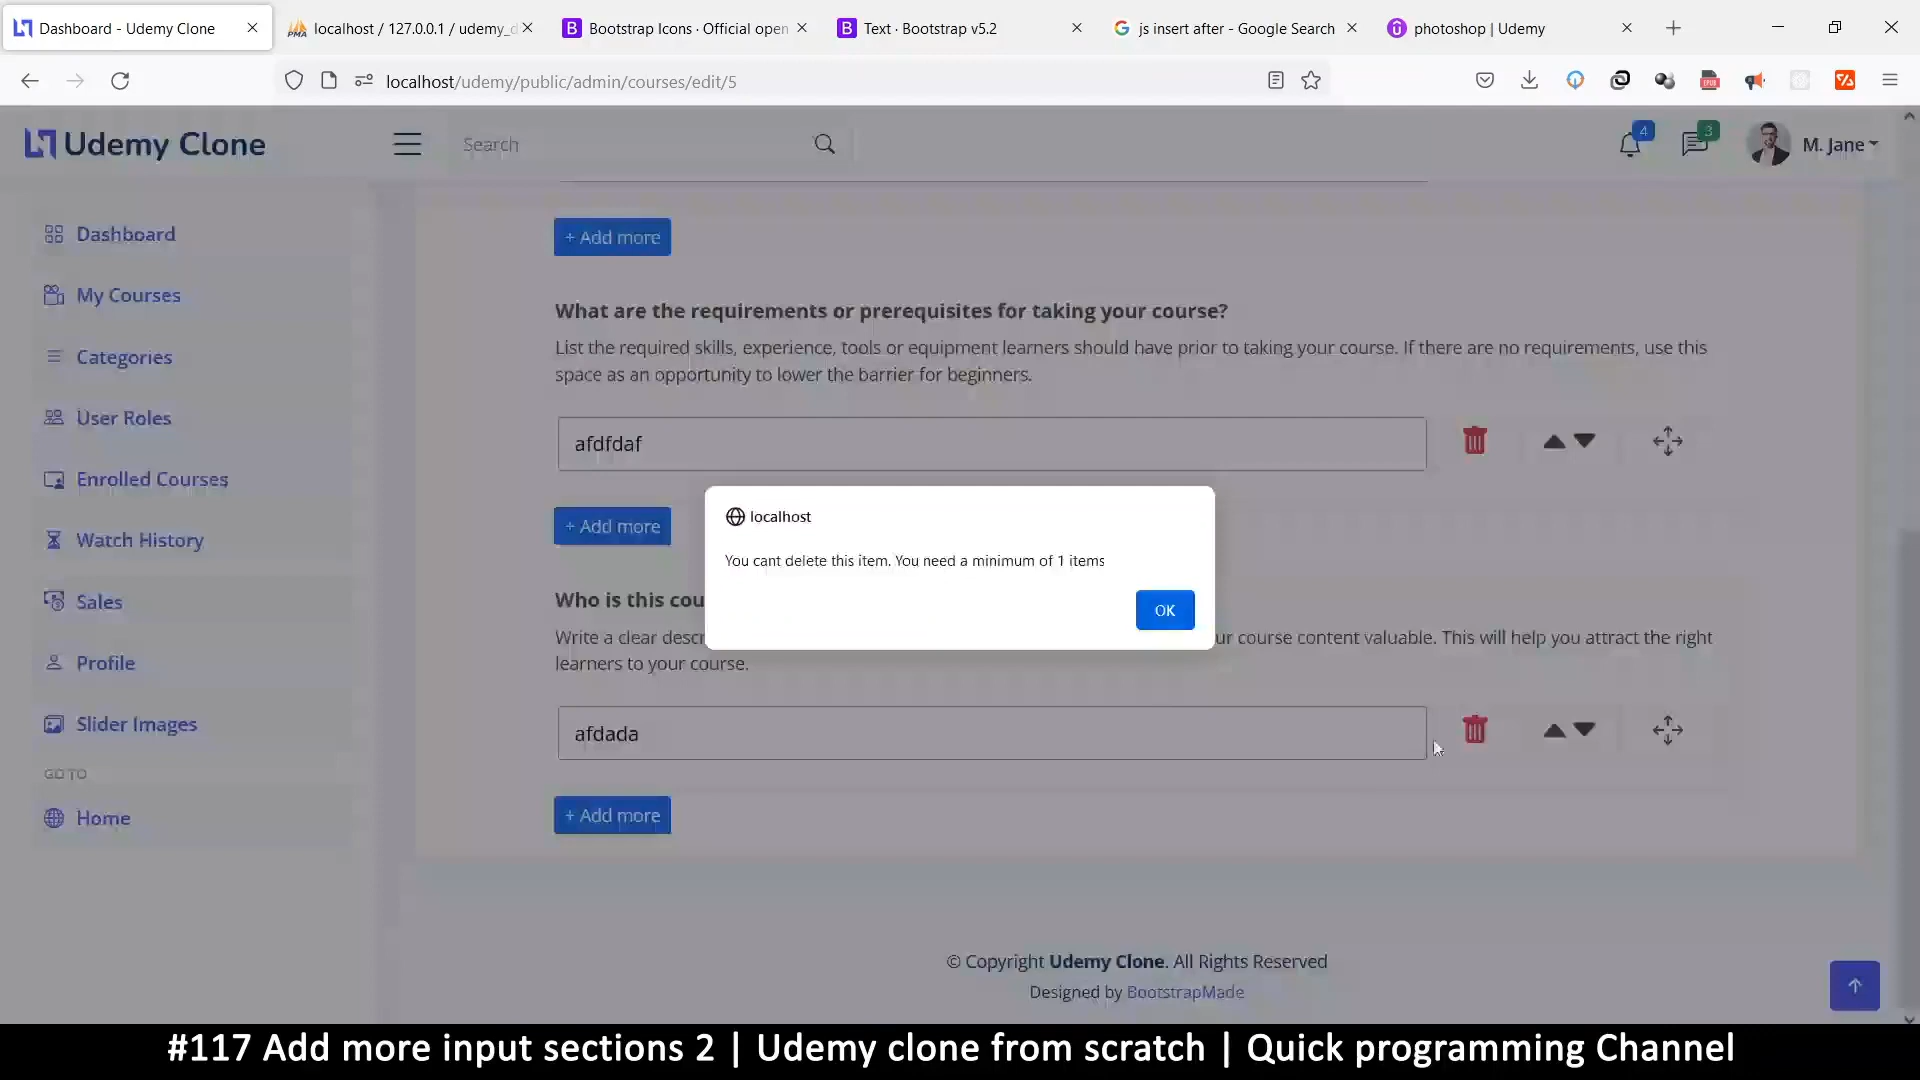 Dashboard - Udemy Clone
localhost / 127.0.0.1 / udemy_d
Bootstrap Icons · Official open
Text · Bootstrap v5.2
js insert after - Google Search
photoshop | Udemy
localhost/udemy/public/admin/courses/edit/5
Udemy Clone
Search
4
3
M. Jane
Dashboard
My Courses
Categories
User Roles
Enrolled Courses
Watch History
Sales
Profile
Slider Images
GO TO
Home
+ Add more
What are the requirements or prerequisites for taking your course?
List the required skills, experience, tools or equipment learners should have prior to taking your course. If there are no requirements, use this
space as an opportunity to lower the barrier for beginners.
afdfdaf
+ Add more
localhost
You cant delete this item. You need a minimum of 1 items
OK
Who is this cou
Write a clear descr
ur course content valuable. This will help you attract the right
learners to your course.
afdada
+ Add more
© Copyright Udemy Clone. All Rights Reserved
Designed by BootstrapMade
#117 Add more input sections 2 | Udemy clone from scratch | Quick programming Channel